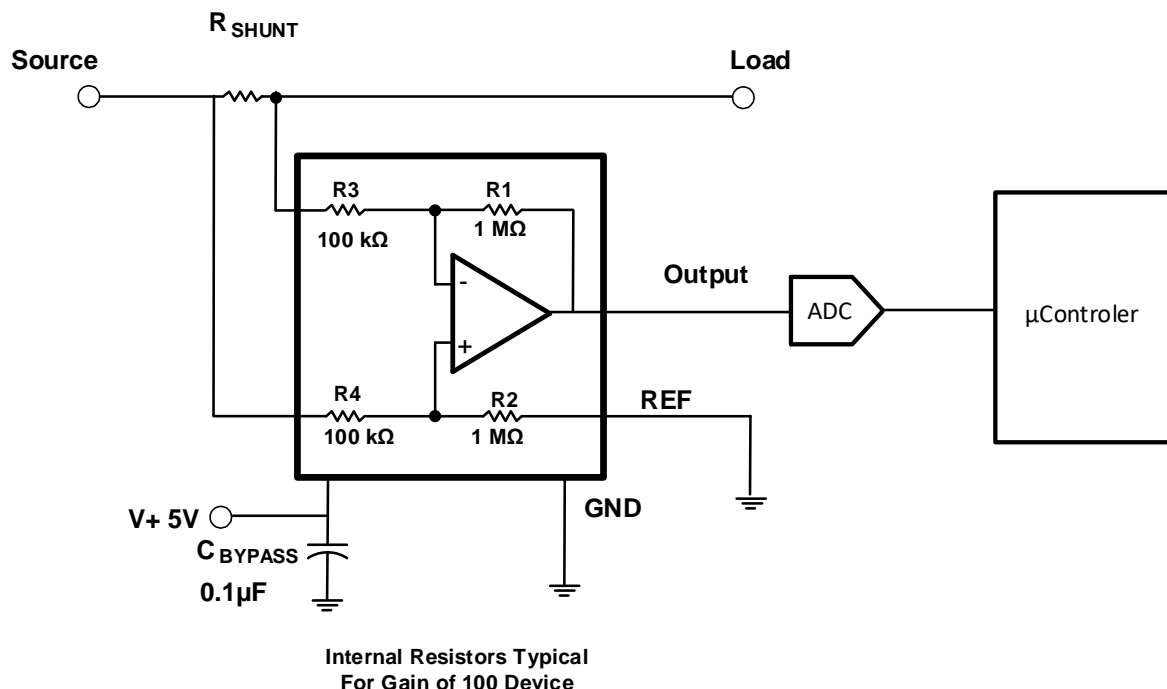 R SHUNT
Source
Load
R3
R1
100 kΩ
1 MΩ
-
Output
ADC
µControler
+
R4
R2
REF
100 kΩ
1 MΩ
GND
V+ 5V
C BYPASS
0.1µF
Internal Resistors Typical
For Gain of 100 Device